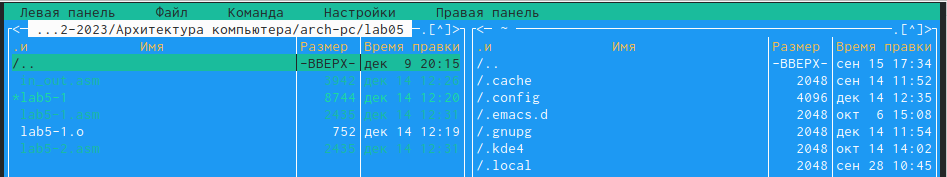 Левая панель Файл Команда Настройки Правая панель
<— ...2-2023/Архитектура компьютера/arch-pc/lab05 .[^]> <— ~ .[^]>
.и Имя Размер Время правки .и Имя Размер Время правки
/.. -ВВЕРХ- дек 9 20:15 /.. -ВВЕРХ- сен 15 17:34
in_out.asm 3942 дек 14 12:20 /.cache 2048 сен 14 11:52
*lab5-1 8744 дек 14 12:20 /.config 4096 дек 14 12:35
lab5-1.asm 2435 дек 14 12:31 /.emacs.d 2048 окт 6 15:08
lab5-1.o 752 дек 14 12:19 /.gnupg 2048 дек 14 11:54
lab5-2.asm 2435 дек 14 12:31 /.kde4 2048 окт 14 14:02
/.local 2048 сен 28 10:45